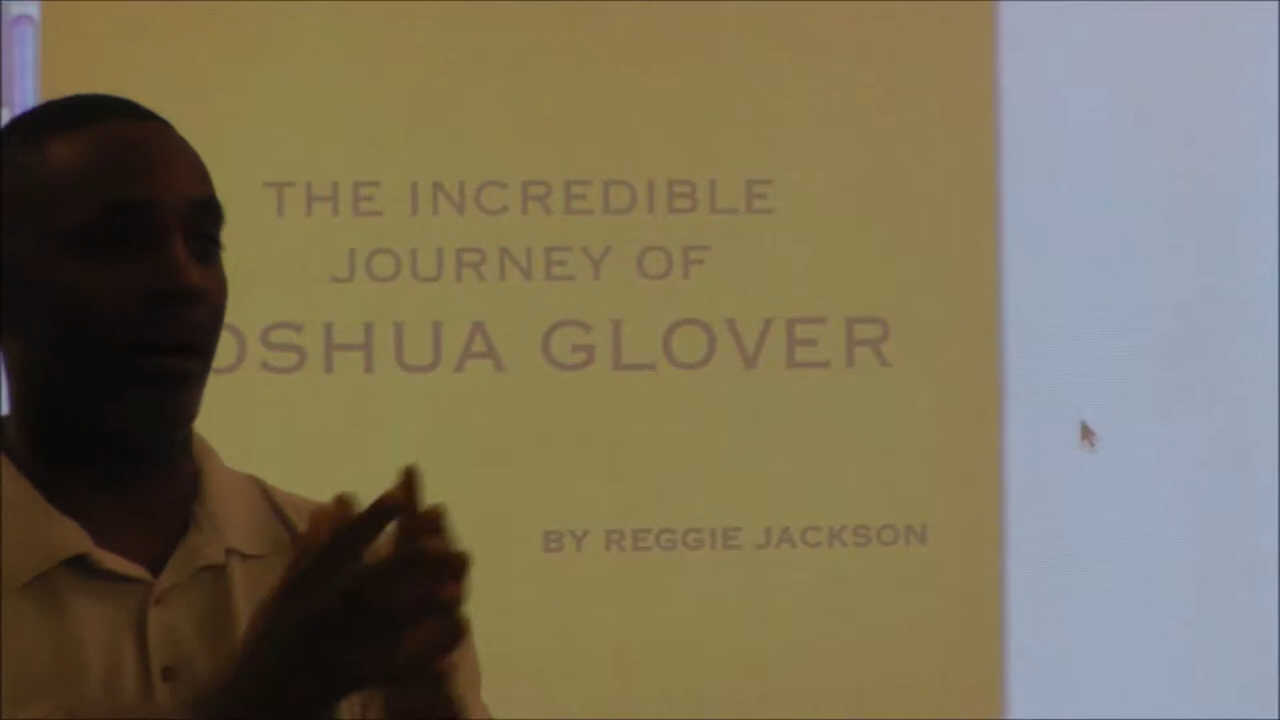 THE INCREDIBLE
JOURNEY OF
OSHUA GLOVER
BY REGGIE JACKSON